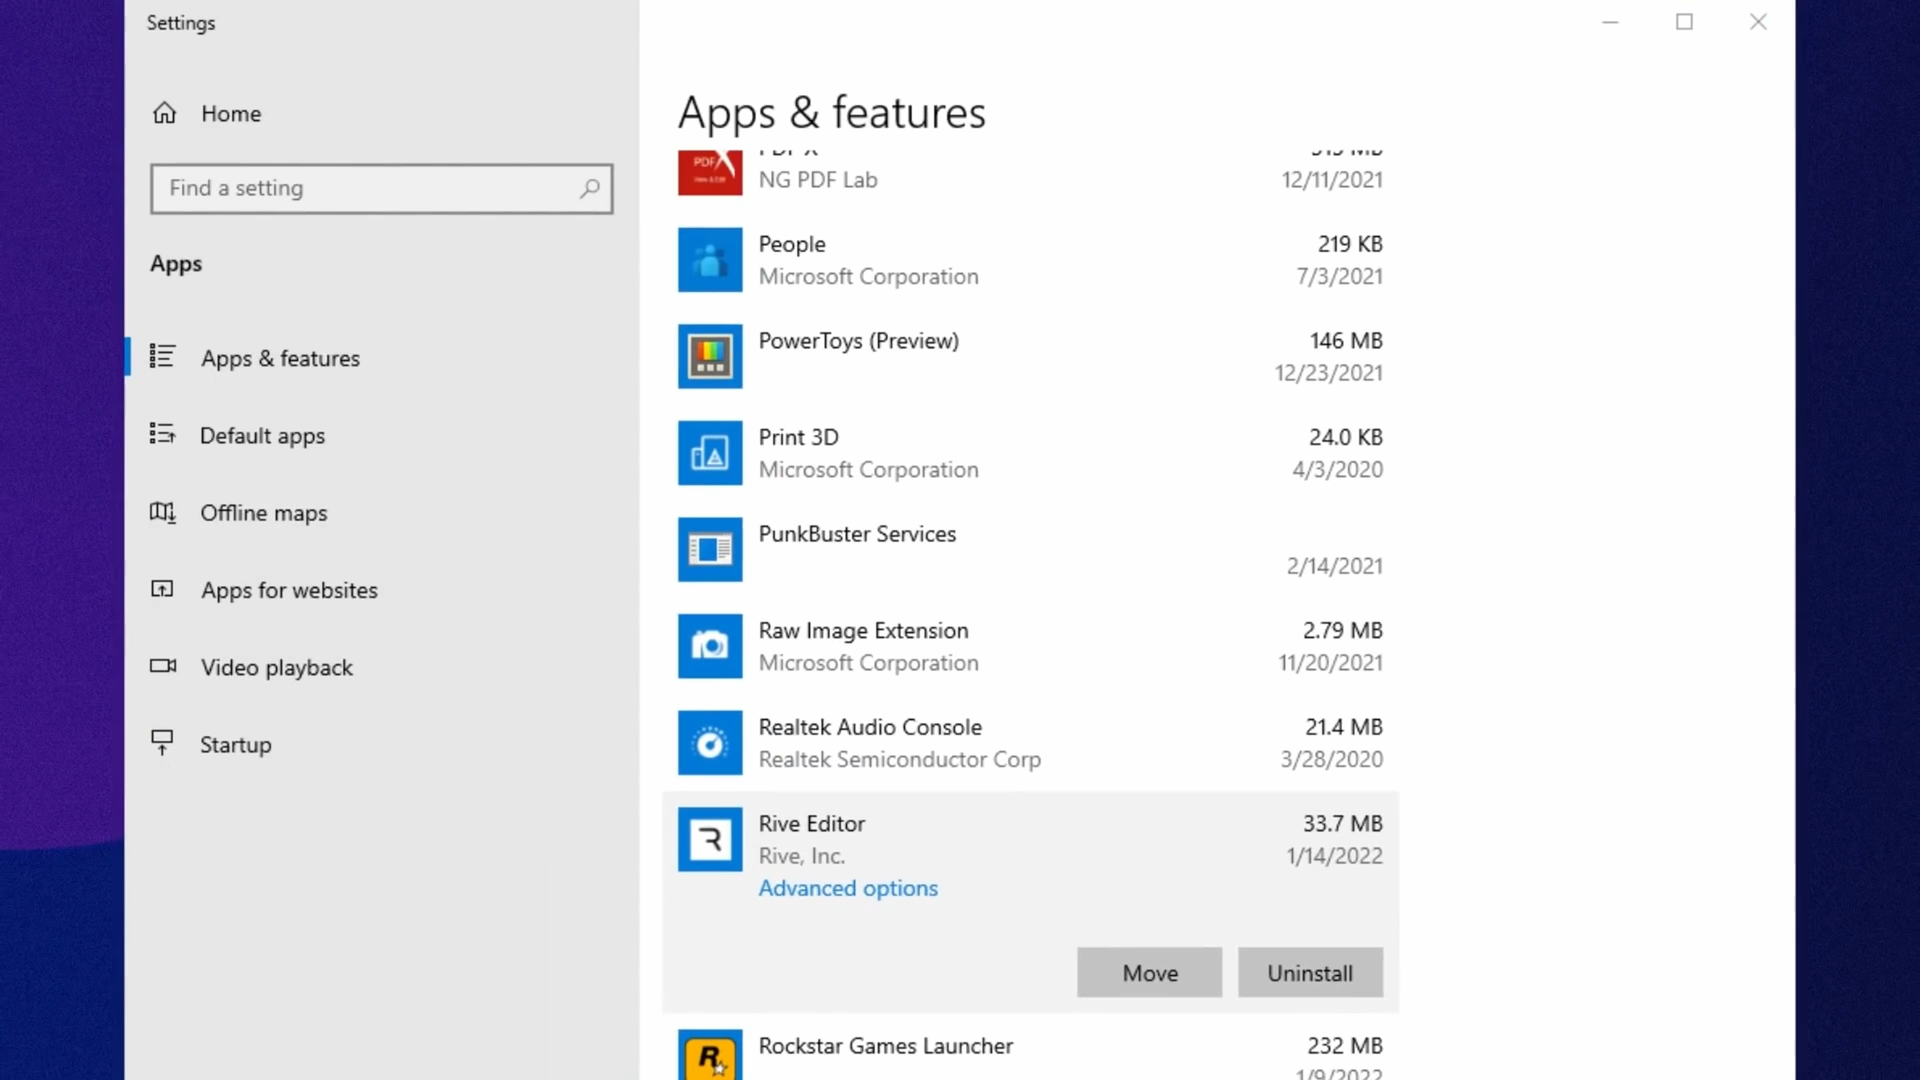 Settings
Home
Find a setting
Apps
Apps & features
Default apps
Offline maps
Apps for websites
Video playback
Startup
Apps & features
PDF X
NG PDF Lab
12/11/2021
People
219 KB
Microsoft Corporation
7/3/2021
PowerToys (Preview)
146 MB
12/23/2021
Print 3D
24.0 KB
Microsoft Corporation
4/3/2020
PunkBuster Services
2/14/2021
Raw Image Extension
2.79 MB
Microsoft Corporation
11/20/2021
Realtek Audio Console
21.4 MB
Realtek Semiconductor Corp
3/28/2020
Rive Editor
33.7 MB
Rive, Inc.
1/14/2022
Advanced options
Move
Uninstall
Rockstar Games Launcher
232 MB
1/9/2022